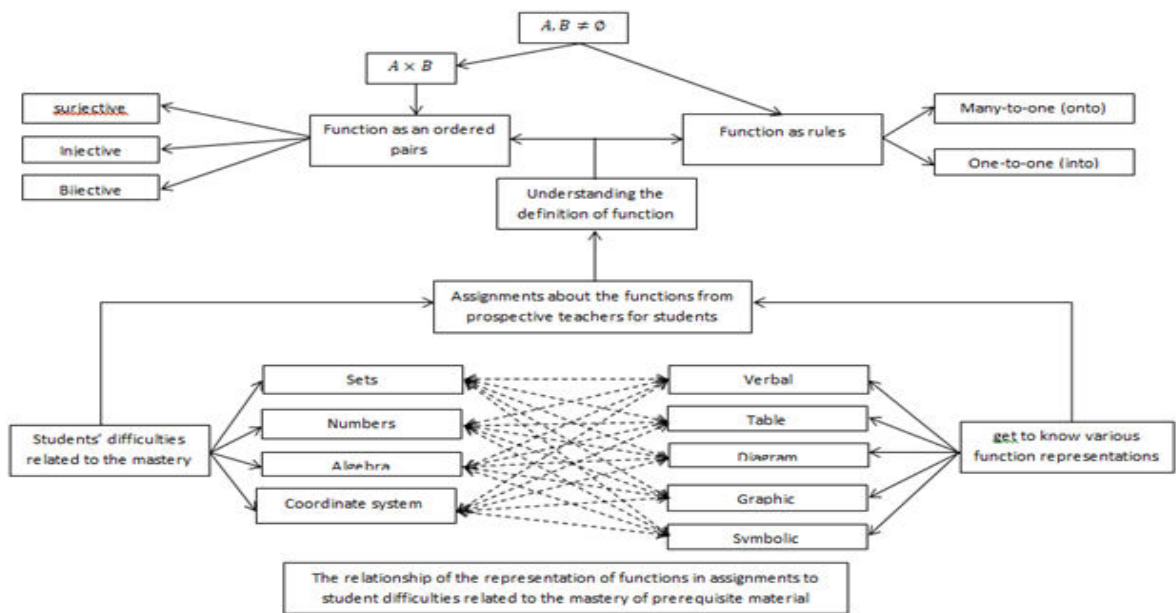 A, B ≠ ∅
A × B
surjective
Injective
Bijective
Function as an ordered
pairs
Function as rules
Many-to-one (onto)
One-to-one (into)
Understanding the
definition of function
Assignments about the functions from
prospective teachers for students
Students' difficulties
related to the mastery
Sets
Numbers
Algebra
Coordinate system
Verbal
Table
Diagram
Graphic
Symbolic
get to know various
function representations
The relationship of the representation of functions in assignments to
student difficulties related to the mastery of prerequisite material